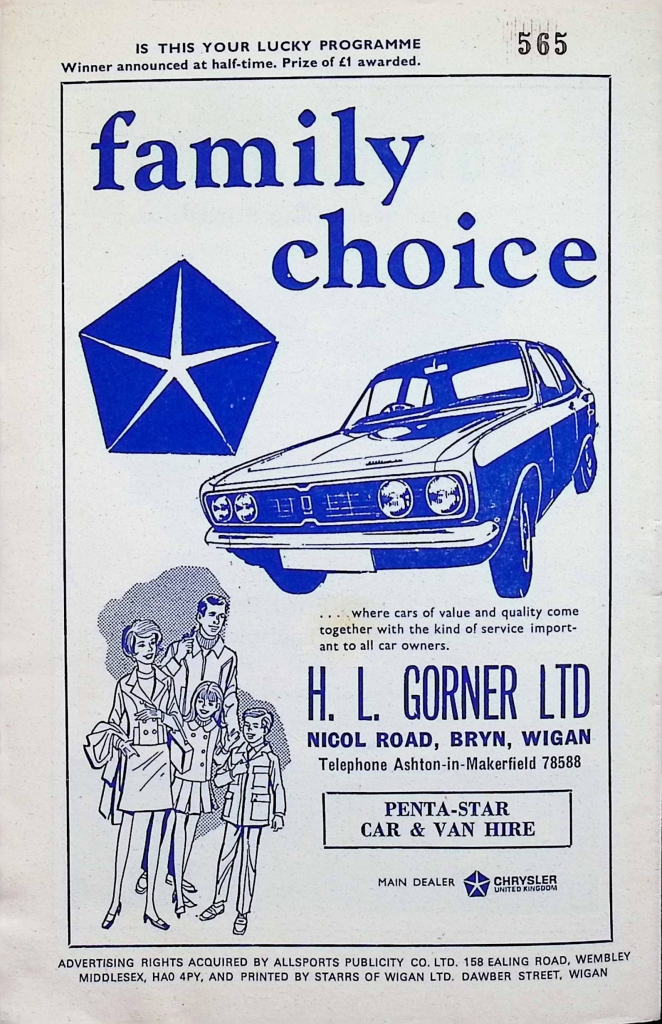 IS THIS YOUR LUCKY PROGRAMME
565
Winner announced at half-time. Prize of £1 awarded.
family
choice
.... where cars of value and quality come
together with the kind of service import-
ant to all car owners.
H. L. GORNER LTD
NICOL ROAD, BRYN, WIGAN
Telephone Ashton-in-Makerfield 78588
PENTA-STAR
CAR & VAN HIRE
MAIN DEALER CHRYSLER
UNITED KINGDOM
ADVERTISING RIGHTS ACQUIRED BY ALLSPORTS PUBLICITY CO. LTD. 158 EALING ROAD, WEMBLEY
MIDDLESEX, HA0 4PY, AND PRINTED BY STARRS OF WIGAN LTD. DAWBER STREET, WIGAN